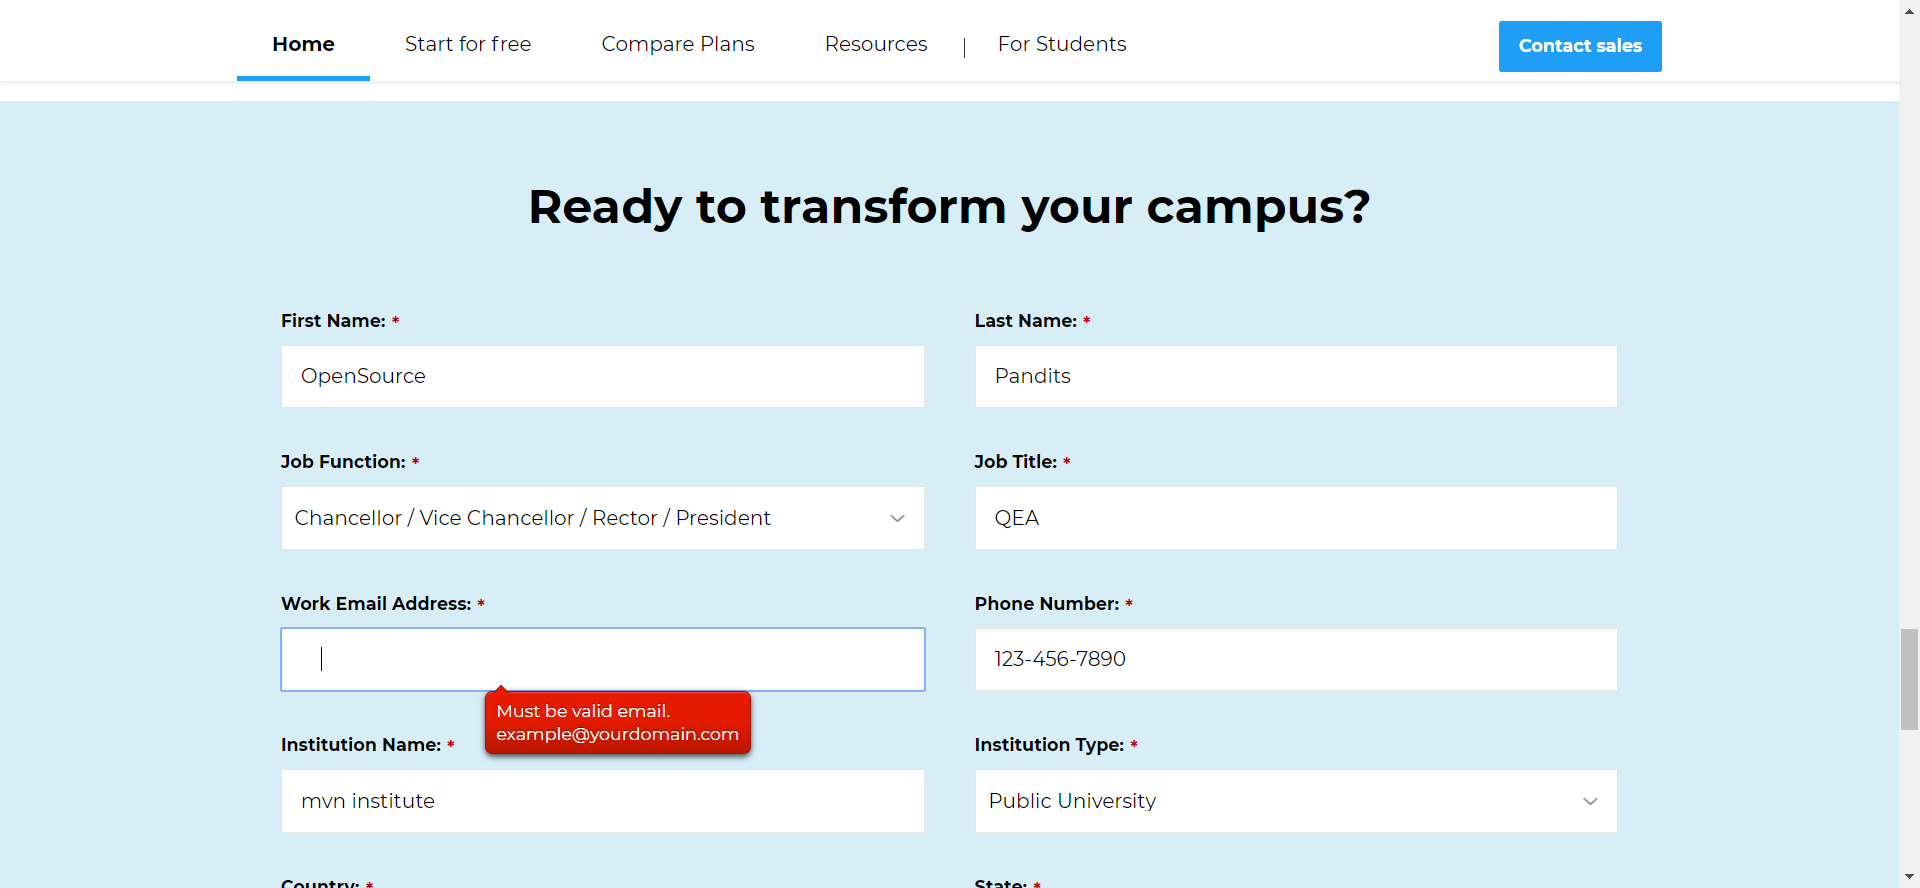 Home
Start for free
Compare Plans
Resources
|
For Students
Contact sales
Ready to transform your campus?
First Name: *
Last Name: *
OpenSource
Pandits
Job Function: *
Job Title: *
Chancellor / Vice Chancellor / Rector / President
QEA
Work Email Address: *
Phone Number: *
123-456-7890
Must be valid email.
example@yourdomain.com
Institution Name: *
Institution Type: *
mvn institute
Public University
Country: *
State: *